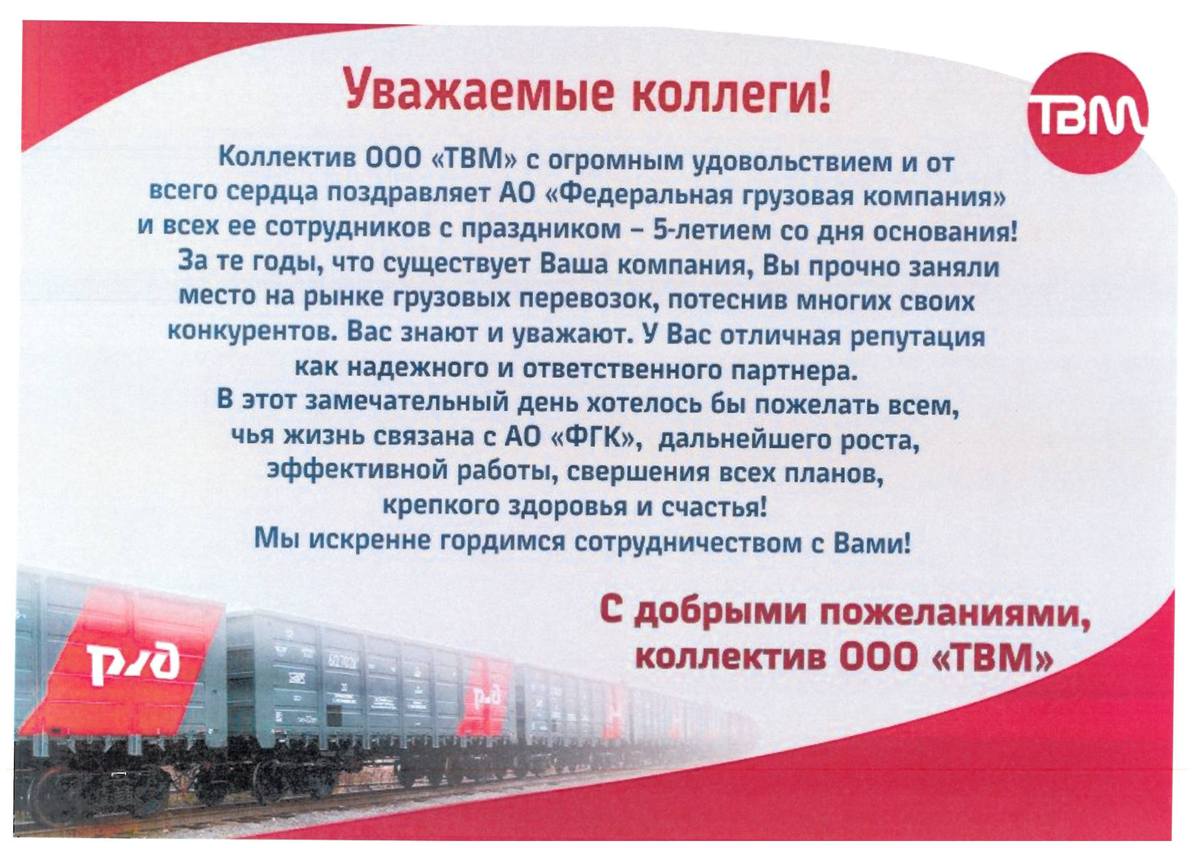 Уважаемые коллеги!
ТВМ
Коллектив ООО «ТВМ» с огромным удовольствием и от
всего сердца поздравляет АО «Федеральная грузовая компания»
и всех ее сотрудников с праздником – 5-летием со дня основания!
За те годы, что существует Ваша компания, Вы прочно заняли
место на рынке грузовых перевозок, потеснив многих своих
конкурентов. Вас знают и уважают. У Вас отличная репутация
как надежного и ответственного партнера.
В этот замечательный день хотелось бы пожелать всем,
чья жизнь связана с АО «ФГК»,  дальнейшего роста,
эффективной работы, свершения всех планов,
крепкого здоровья и счастья!
Мы искренне гордимся сотрудничеством с Вами!
С добрыми пожеланиями,
коллектив ООО «ТВМ»
ржд
ржд